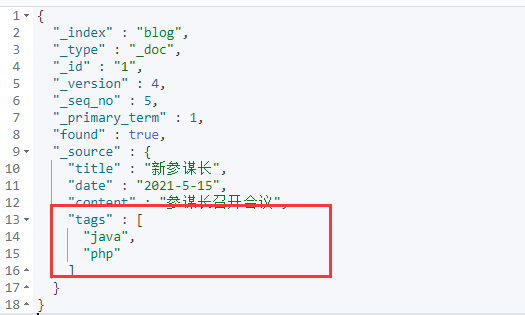 1 {
2 "_index" : "blog",
3 "_type" : "_doc",
4 "_id" : "1",
5 "_version" : 4,
6 "_seq_no" : 5,
7 "_primary_term" : 1,
8 "found" : true,
9 "_source" : {
10 "title" : "新参谋长",
11 "date" : "2021-5-15",
12 "content" : "参谋长召开会议",
13 "tags" : [
14 "java",
15 "php"
16 ]
17 }
18 }